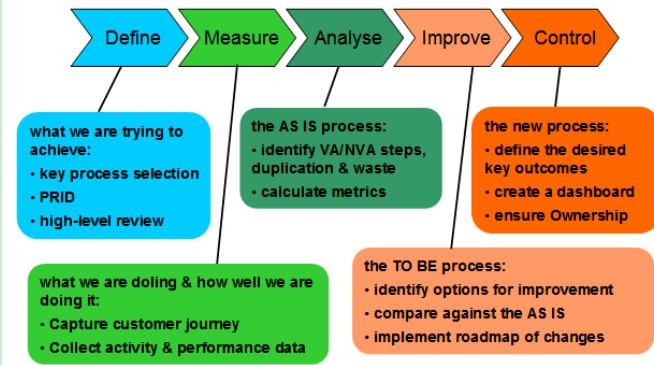 Define
Measure
Analyse
Improve
Control
what we are trying to
achieve:
• key process selection
• PRID
• high-level review
the AS IS process:
• identify VA/NVA steps,
duplication & waste
• calculate metrics
the new process:
• define the desired
key outcomes
• create a dashboard
• ensure Ownership
what we are doling & how well we are
doing it:
• Capture customer journey
• Collect activity & performance data
the TO BE process:
• identify options for improvement
• compare against the AS IS
• implement roadmap of changes